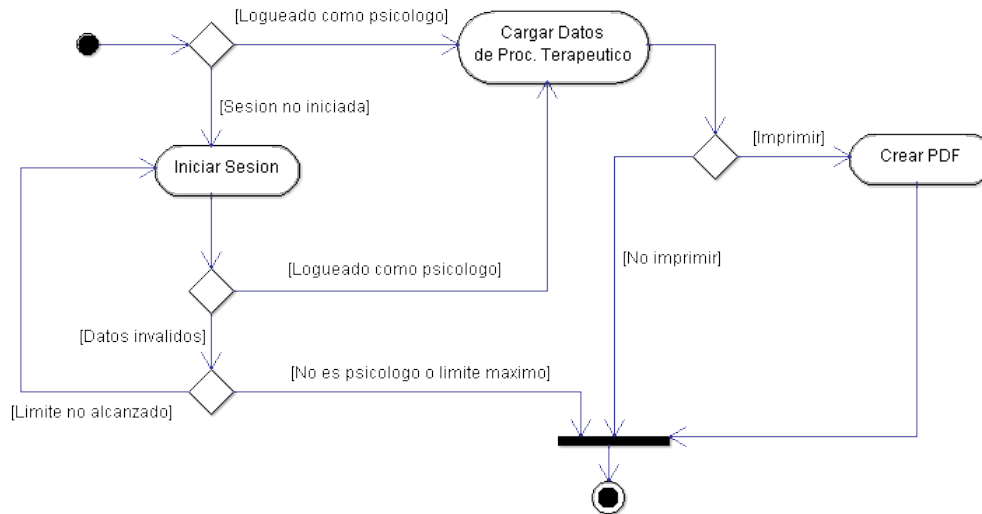 [Logueado como psicologo]
Cargar Datos
de Proc. Terapeutico
[Sesion no iniciada]
[Imprimir]
Crear PDF
Iniciar Sesion
[No imprimir]
[Logueado como psicologo]
[Datos invalidos]
[No es psicologo o limite maximo]
[Limite no alcanzado]